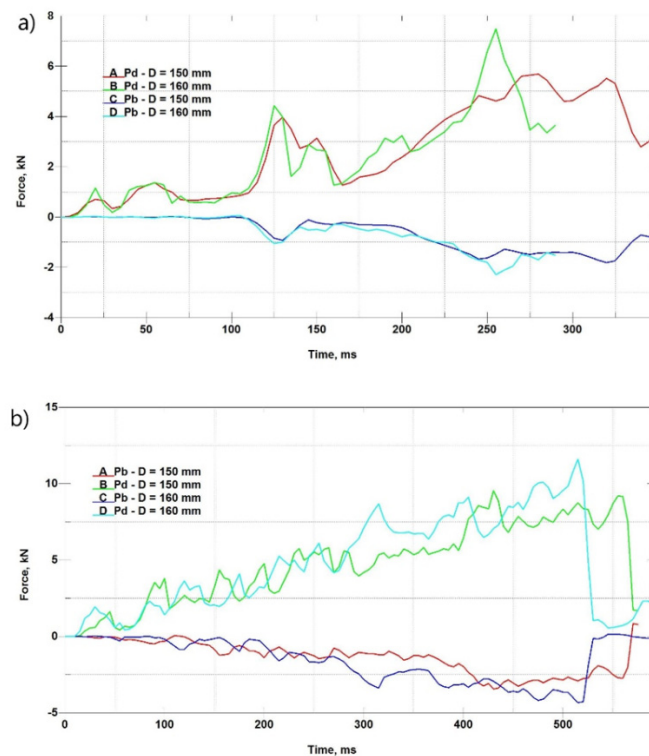 a)
8
6
4
2
0
-2
-4
Force, kN
A Pd - D = 150 mm
B Pd - D = 160 mm
C Pb - D = 150 mm
D Pb - D = 160 mm
0 50 100 150 200 250 300
Time, ms
b)
15
10
5
0
-5
Force, kN
A Pb - D = 150 mm
B Pd - D = 150 mm
C Pb - D = 160 mm
D Pd - D = 160 mm
0 100 200 300 400 500
Time, ms